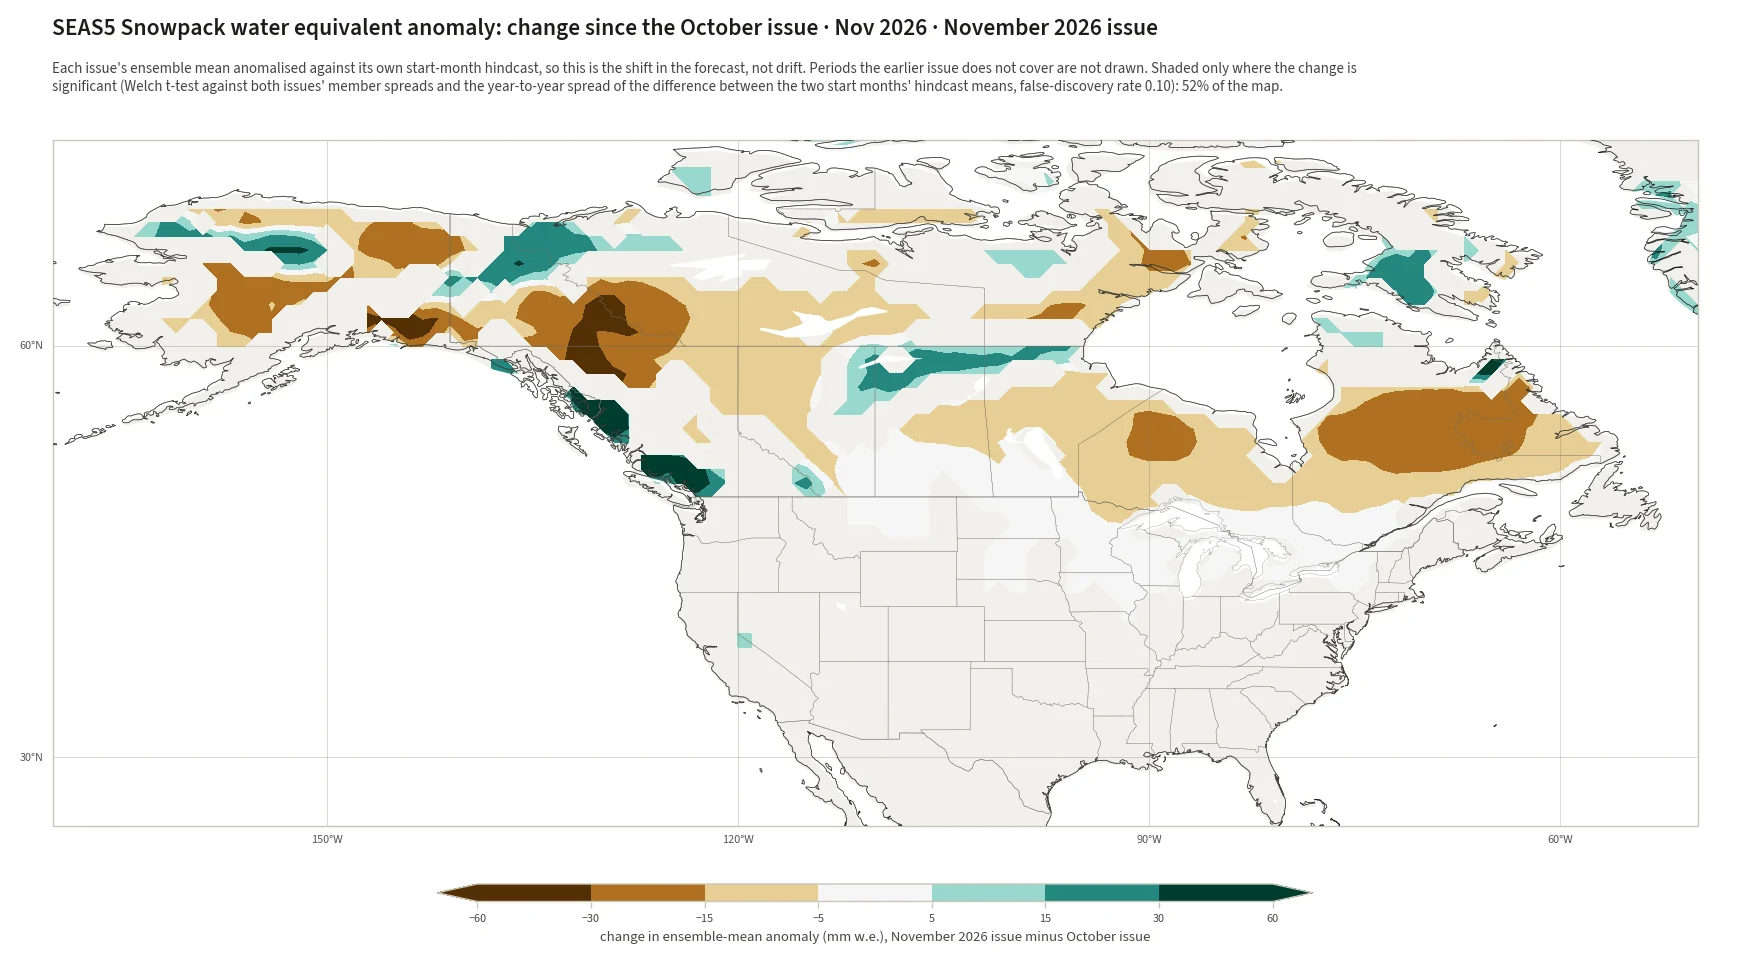 SEAS5 Snowpack water equivalent anomaly: change since the October issue · Nov 2026 · November 2026 issue
Each issue's ensemble mean anomalised against its own start-month hindcast, so this is the shift in the forecast, not drift. Periods the earlier issue does not cover are not drawn. Shaded only where the change is
significant (Welch t-test against both issues' member spreads and the year-to-year spread of the difference between the two start months' hindcast means, false-discovery rate 0.10): 52% of the map.
60°N
30°N
150°W 120°W 90°W 60°W
−60 −30 −15 −5 5 15 30 60
change in ensemble-mean anomaly (mm w.e.), November 2026 issue minus October issue